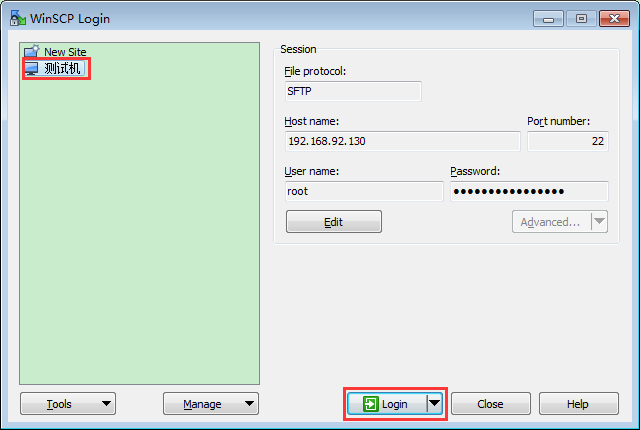 WinSCP Login
New Site
测试机
Session
File protocol:
SFTP
Host name:
Port number:
192.168.92.130
22
User name:
Password:
root
••••••••••••••••
Edit
Advanced...
Tools
Manage
Login
Close
Help